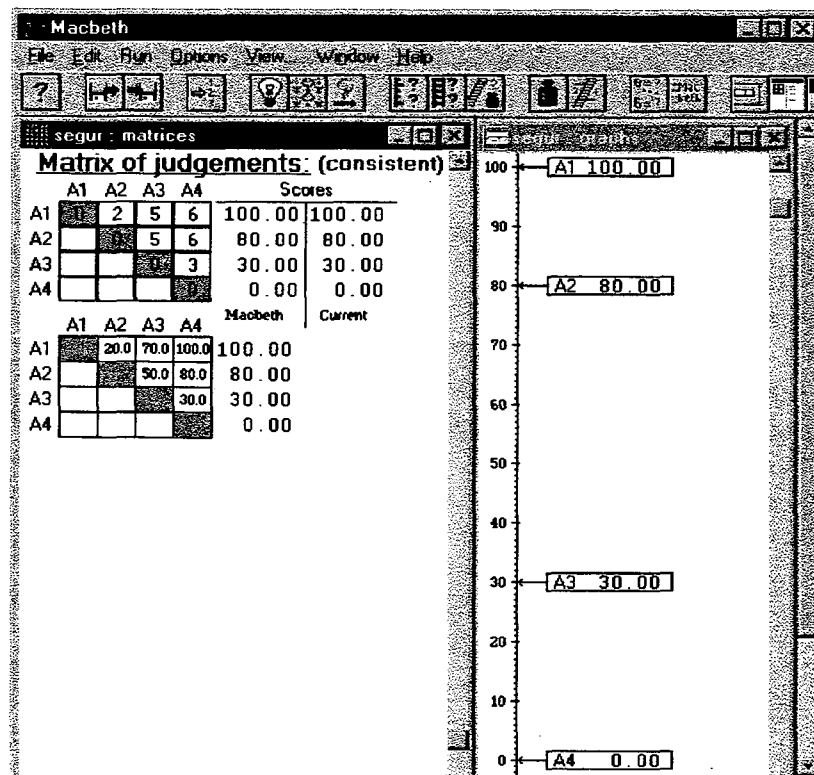 Macbeth
File Edit Run Options View Window Help
segur : matrices
Matrix of judgements: (consistent)
A1 A2 A3 A4 Scores
A1 0 2 5 6 100.00 100.00
A2 0 5 6 80.00 80.00
A3 0 3 30.00 30.00
A4 0 0.00 0.00
Macbeth Current
A1 A2 A3 A4
A1 20.0 70.0 100.0 100.00
A2 50.0 80.0 80.00
A3 30.0 30.00
A4 0.00
100 A1 100.00
90
80 A2 80.00
70
60
50
40
30 A3 30.00
20
10
0 A4 0.00